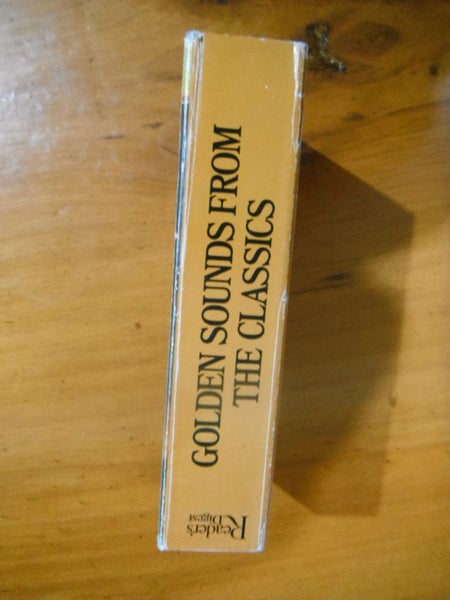 GOLDEN SOUNDS FROM
THE CLASSICS
Reader's
Digest